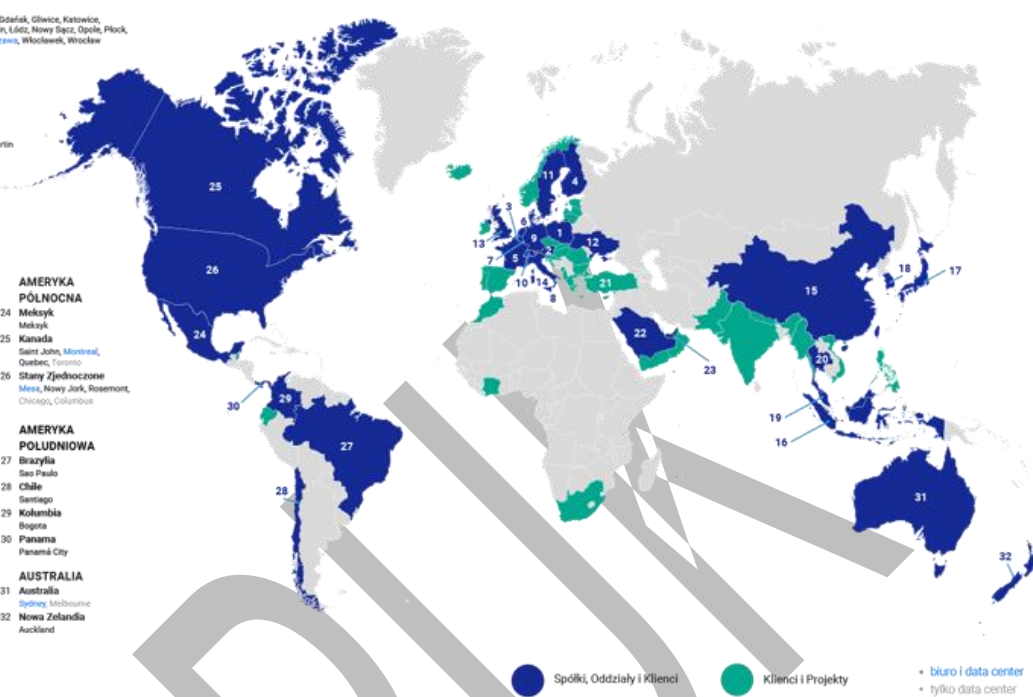 Gdańsk, Gliwice, Katowice,
Łódź, Nowy Sącz, Opole, Płock,
Włocławek, Wrocław
AMERYKA
PÓŁNOCNA
24 Meksyk
Meksyk
25 Kanada
Saint John, Montreal,
Quebec, Toronto
26 Stany Zjednoczone
Mesa, Nowy Jork, Rosemont,
Chicago, Columbus
AMERYKA
POŁUDNIOWA
27 Brazylia
Sao Paulo
28 Chile
Santiago
29 Kolumbia
Bogota
30 Panama
Panamá City
AUSTRALIA
31 Australia
Sydney, Melbourne
32 Nowa Zelandia
Auckland
25
26
24
30
29
27
28
11
4
3
6
9
1
13
7
5
2
12
10
14
8
21
22
23
15
18
17
20
19
16
31
32
Spółki, Oddziały i Klienci
Klienci i Projekty
• biuro i data center
• tylko data center